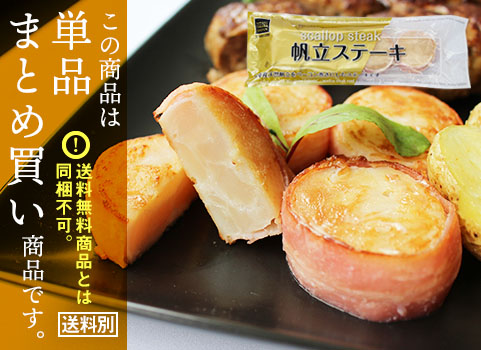 この商品は
単品
まとめ買い
商品です。
!
送料無料商品とは
同梱不可。
送料別
scallop steak
帆立ステーキ